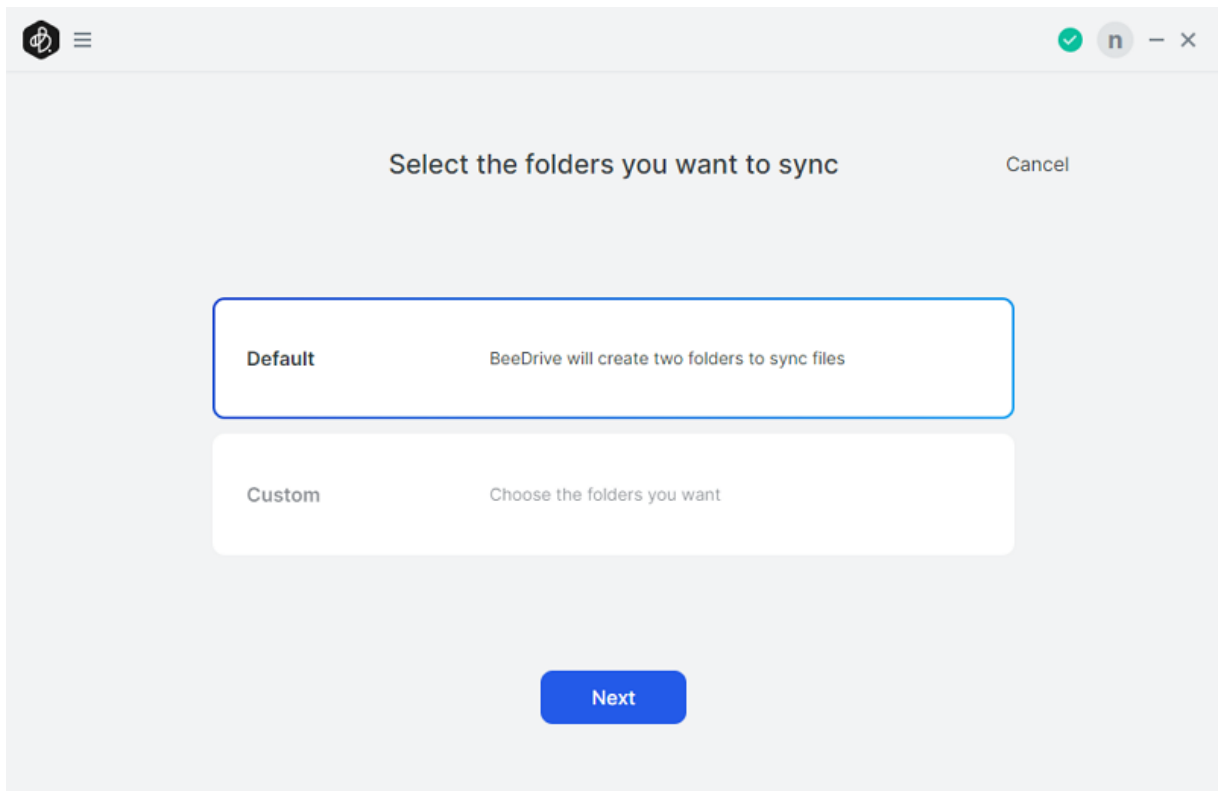 n
Select the folders you want to sync
Cancel
Default
BeeDrive will create two folders to sync files
Custom
Choose the folders you want
Next